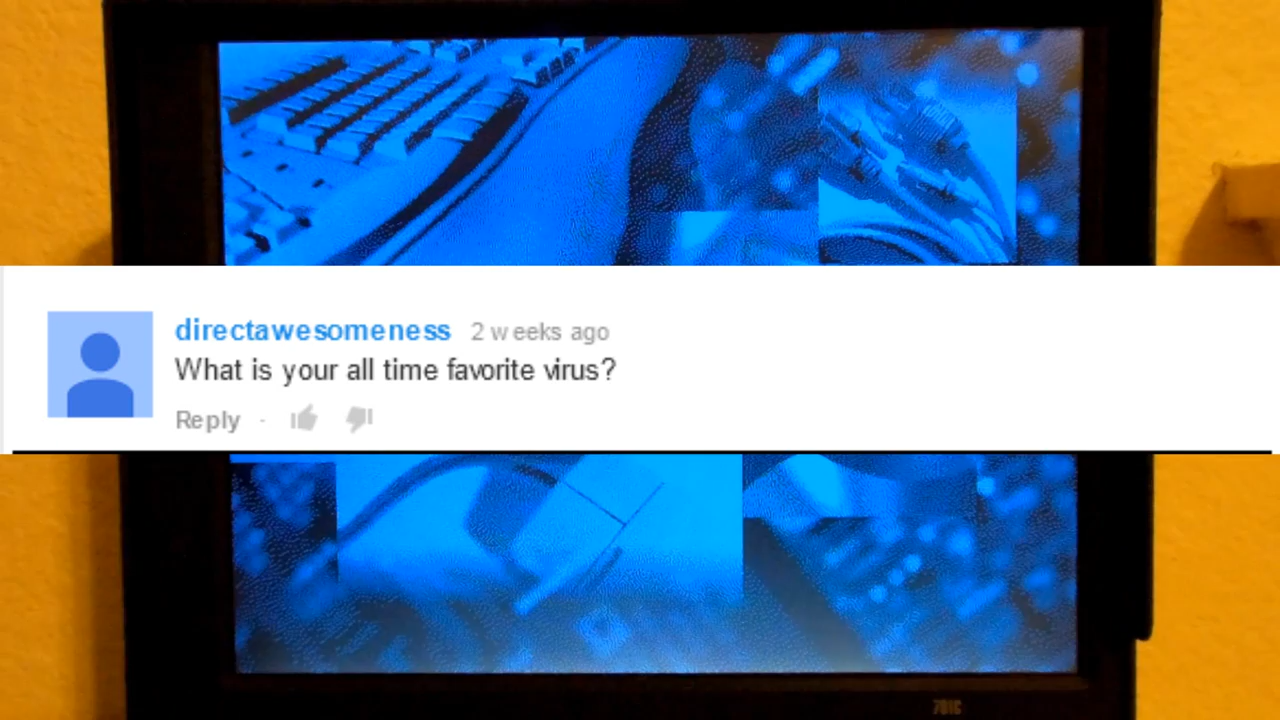 directawesomeness 2 weeks ago
What is your all time favorite virus?
Reply